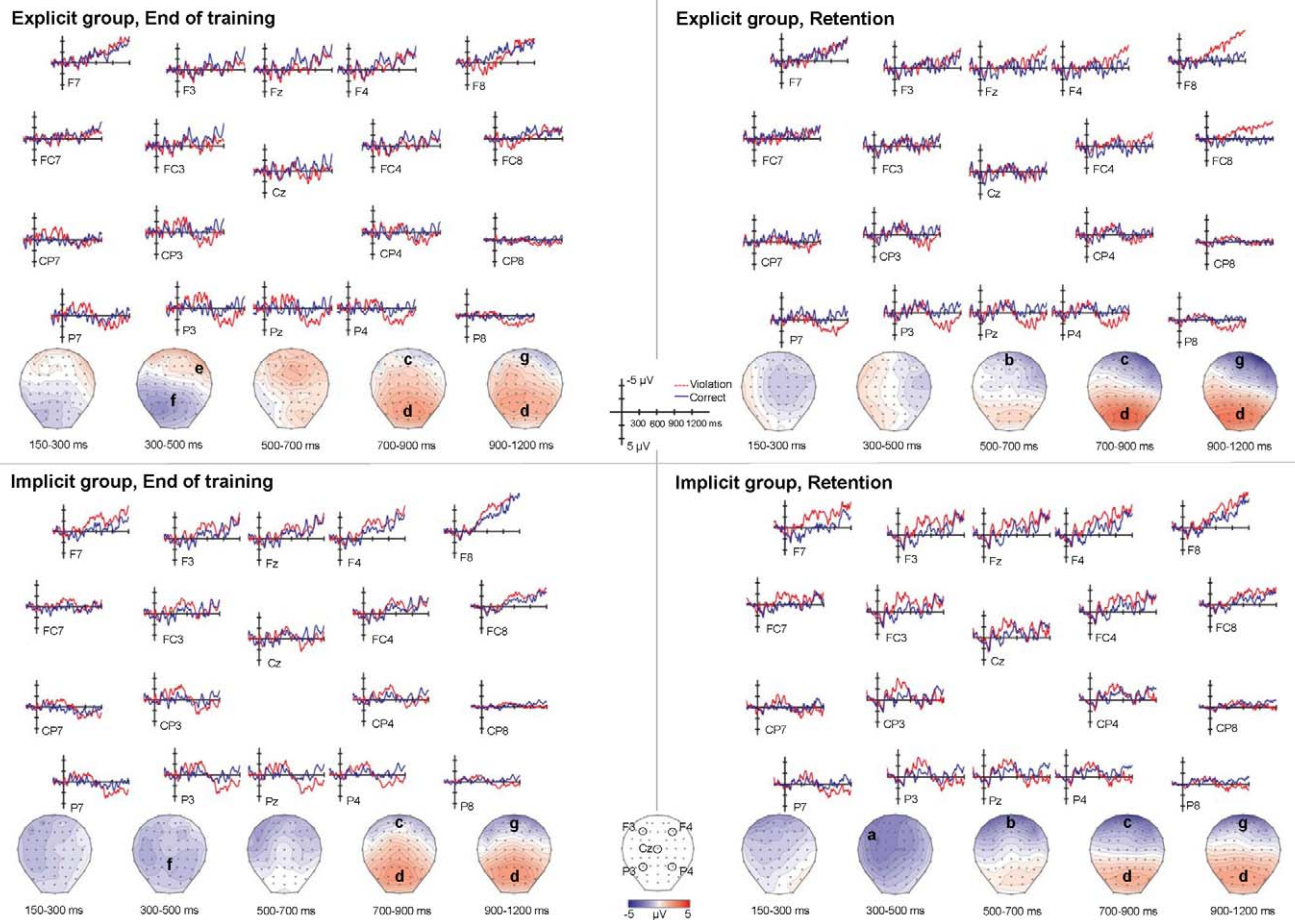 Explicit group, End of training
F7
F3
Fz
F4
F8
FC7
FC3
Cz
FC4
FC8
CP7
CP3
CP4
CP8
P7
P3
Pz
P4
P8
e
f
c
d
g
d
150-300 ms
300-500 ms
500-700 ms
700-900 ms
900-1200 ms
Explicit group, Retention
F7
F3
Fz
F4
F8
FC7
FC3
Cz
FC4
FC8
CP7
CP3
CP4
CP8
P7
P3
Pz
P4
P8
b
c
d
g
d
150-300 ms
300-500 ms
500-700 ms
700-900 ms
900-1200 ms
-5 µV
Violation
Correct
300 600 900 1200 ms
5 µV
Implicit group, End of training
F7
F3
Fz
F4
F8
FC7
FC3
Cz
FC4
FC8
CP7
CP3
CP4
CP8
P7
P3
Pz
P4
P8
f
c
d
g
d
150-300 ms
300-500 ms
500-700 ms
700-900 ms
900-1200 ms
F3 F4
Cz
P3 P4
-5 µV 5
Implicit group, Retention
F7
F3
Fz
F4
F8
FC7
FC3
Cz
FC4
FC8
CP7
CP3
CP4
CP8
P7
P3
Pz
P4
P8
a
b
c
d
g
d
150-300 ms
300-500 ms
500-700 ms
700-900 ms
900-1200 ms